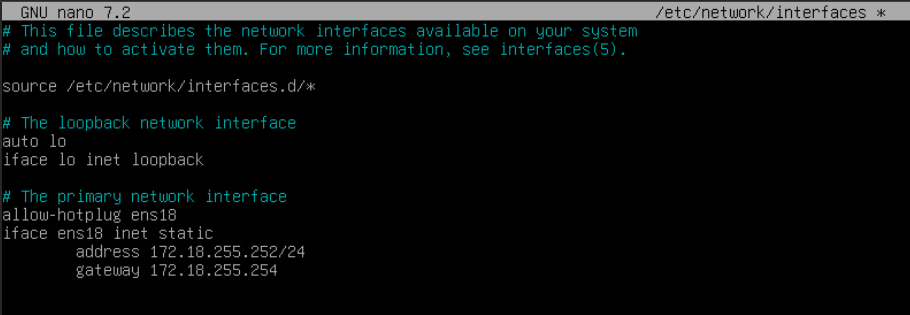 GNU nano 7.2 /etc/network/interfaces *
# This file describes the network interfaces available on your system
# and how to activate them. For more information, see interfaces(5).
source /etc/network/interfaces.d/*
# The loopback network interface
auto lo
iface lo inet loopback
# The primary network interface
allow-hotplug ens18
iface ens18 inet static
address 172.18.255.252/24
gateway 172.18.255.254